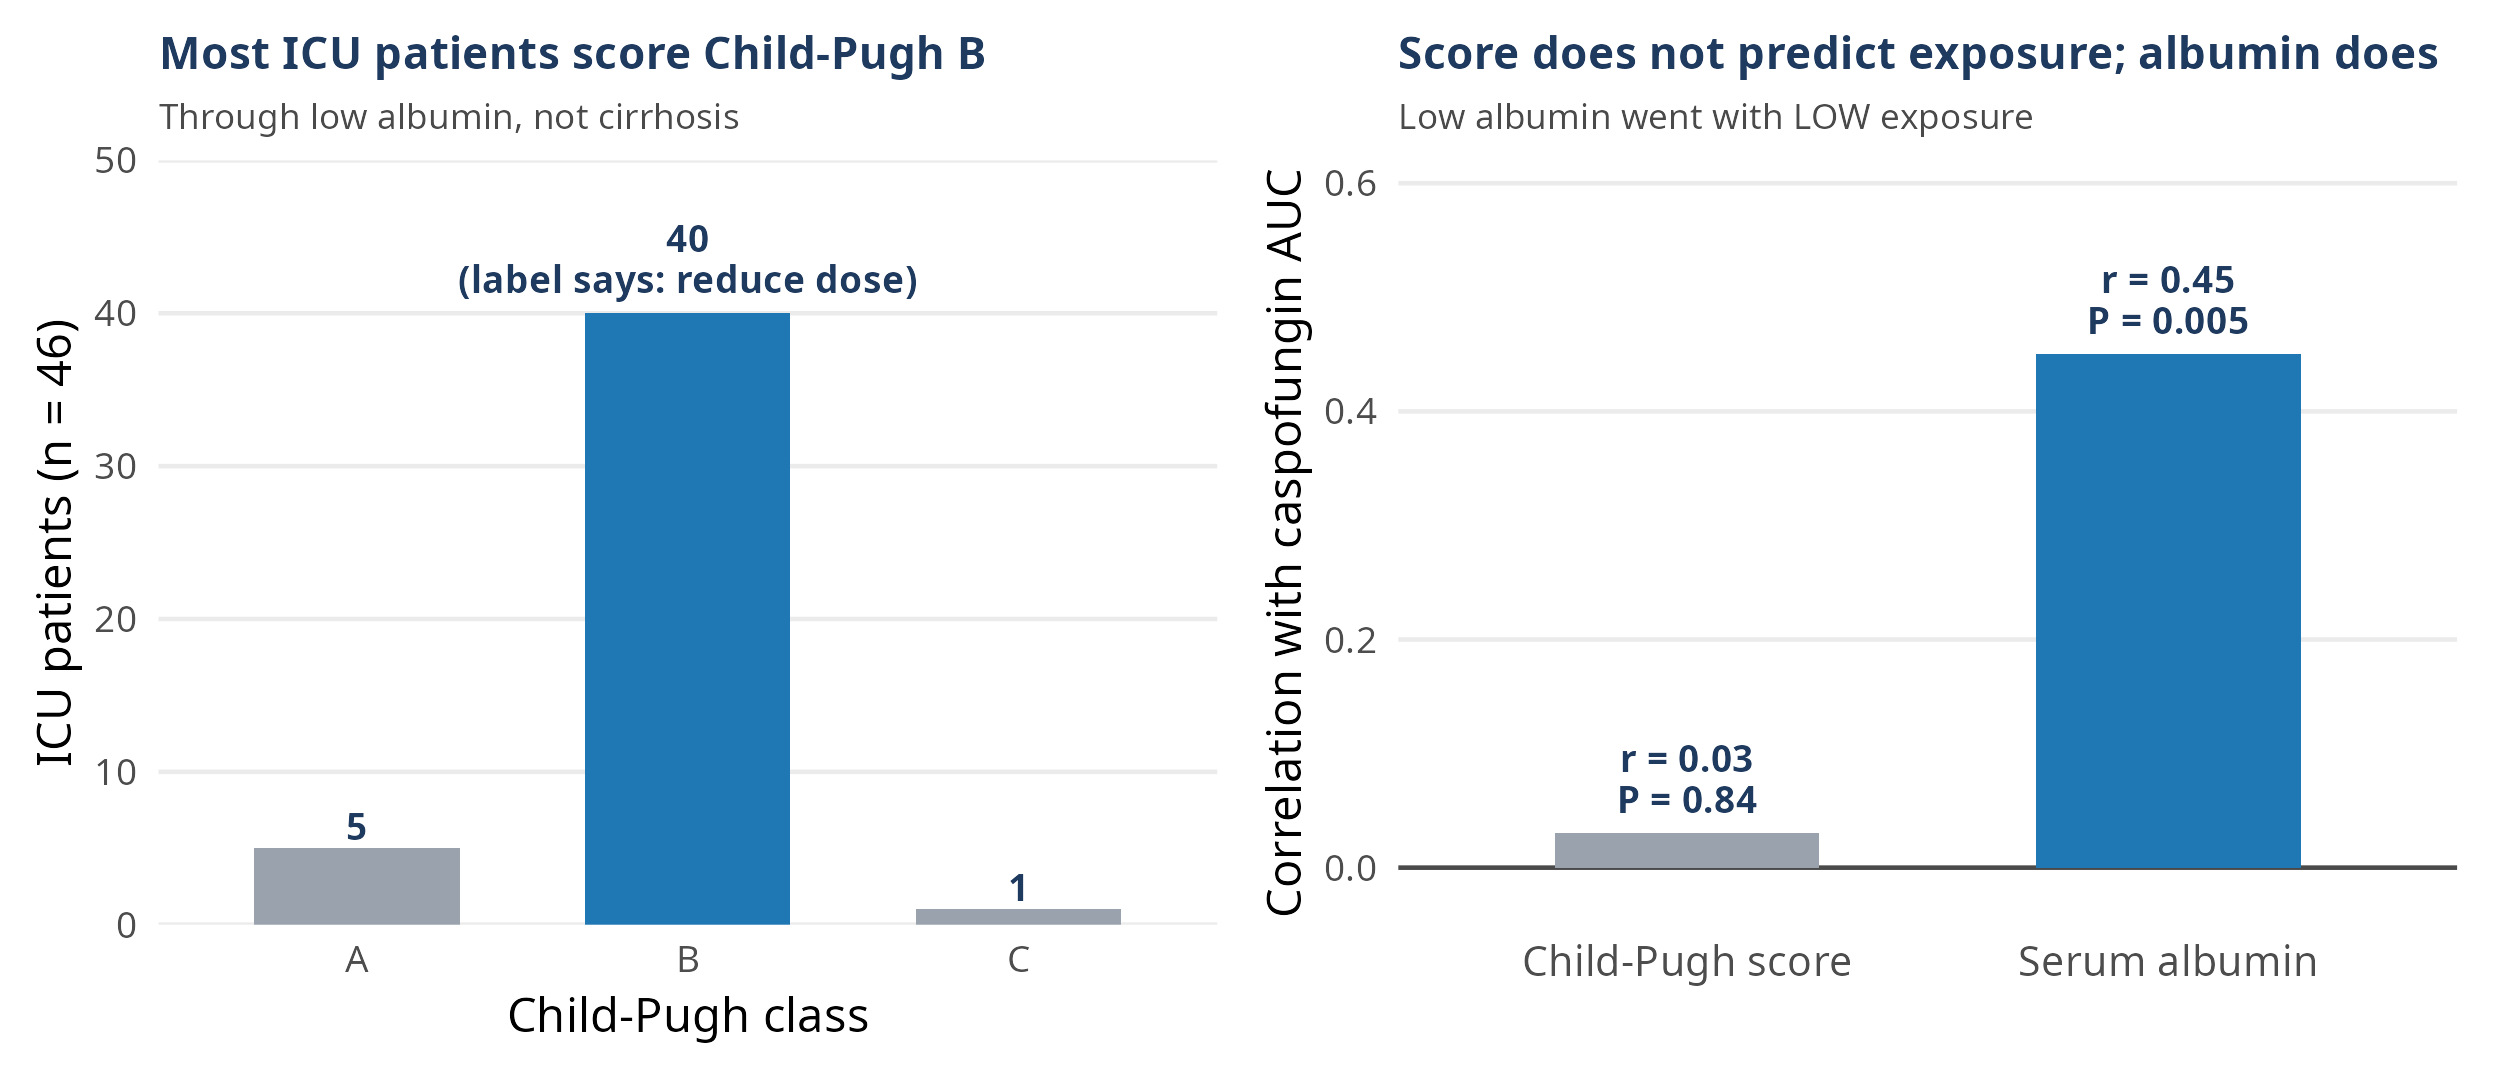 Most ICU patients score Child-Pugh B
Through low albumin, not cirrhosis
ICU patients (n = 46)
50
40
30
20
10
0
40
(label says: reduce dose)
5
1
A
B
C
Child-Pugh class
Score does not predict exposure; albumin does
Low albumin went with LOW exposure
Correlation with caspofungin AUC
0.6
0.4
0.2
0.0
r = 0.03
P = 0.84
r = 0.45
P = 0.005
Child-Pugh score
Serum albumin